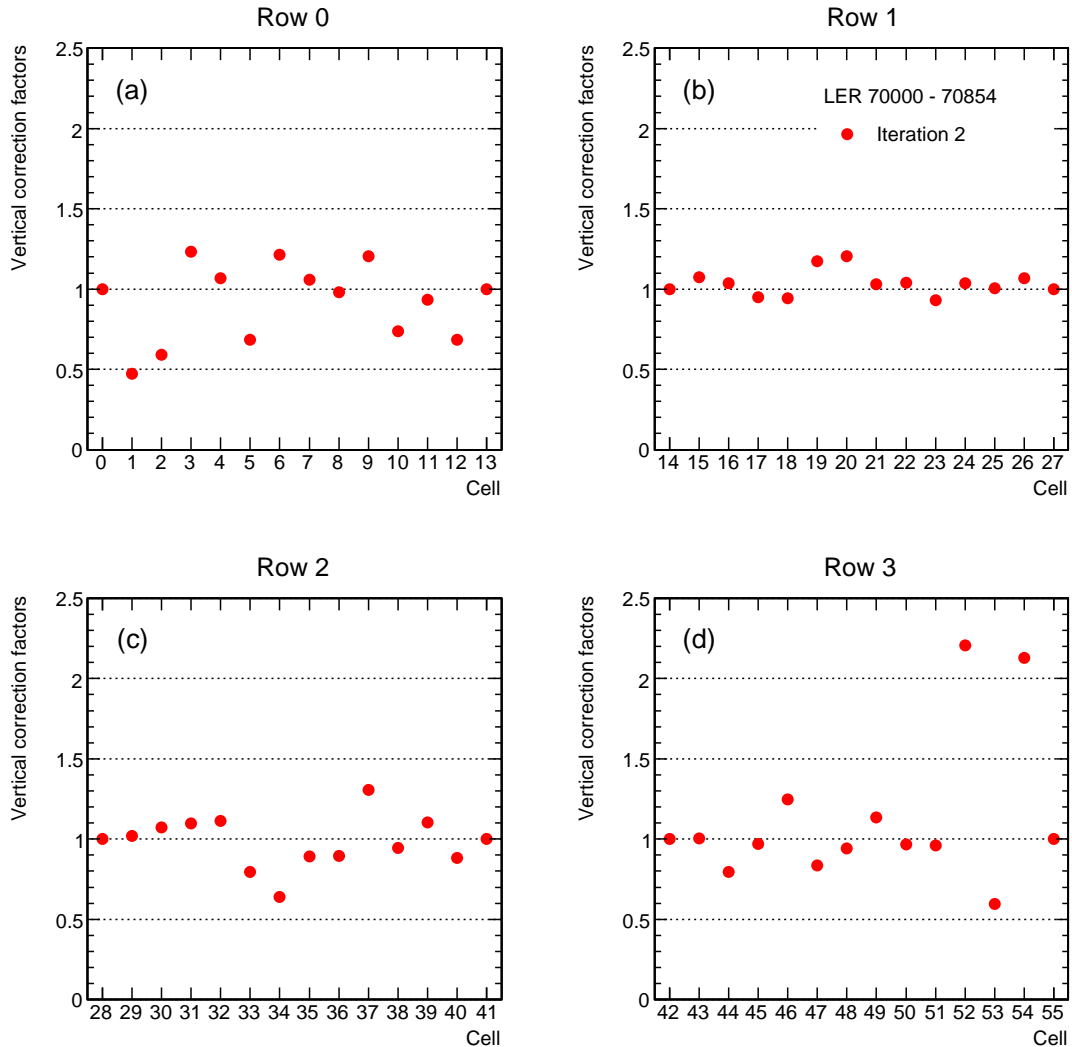 Row 0
Vertical correction factors
(a)
2.5
2
1.5
1
0.5
0
0 1 2 3 4 5 6 7 8 9 10 11 12 13
Cell
Row 1
Vertical correction factors
(b)
LER 70000 - 70854
Iteration 2
2.5
2
1.5
1
0.5
0
14 15 16 17 18 19 20 21 22 23 24 25 26 27
Cell
Row 2
Vertical correction factors
(c)
2.5
2
1.5
1
0.5
0
28 29 30 31 32 33 34 35 36 37 38 39 40 41
Cell
Row 3
Vertical correction factors
(d)
2.5
2
1.5
1
0.5
0
42 43 44 45 46 47 48 49 50 51 52 53 54 55
Cell